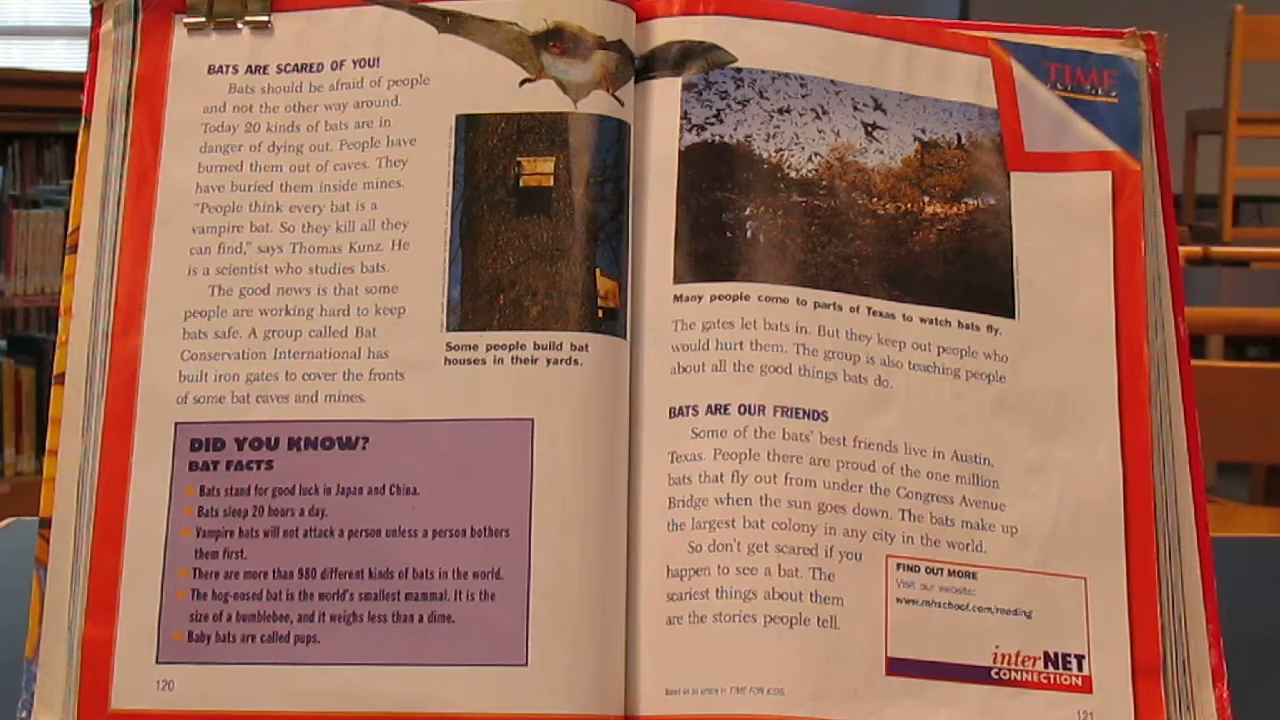 BATS ARE SCARED OF YOU!
Bats should be afraid of people
and not the other way around.
Today 20 kinds of bats are in
danger of dying out. People have
burned them out of caves. They
have buried them inside mines.
"People think every bat is a
vampire bat. So they kill all they
can find," says Thomas Kunz. He
is a scientist who studies bats.
The good news is that some
people are working hard to keep
bats safe. A group called Bat
Conservation International has
built iron gates to cover the fronts
of some bat caves and mines.
Some people build bat
houses in their yards.
DID YOU KNOW?
BAT FACTS
Bats stand for good luck in Japan and China.
Bats sleep 20 hours a day.
Vampire bats will not attack a person unless a person bothers
them first.
There are more than 980 different kinds of bats in the world.
The hog-nosed bat is the world's smallest mammal. It is the
size of a bumblebee, and it weighs less than a dime.
Baby bats are called pups.
120
TIME
Many people come to parts of Texas to watch bats fly.
The gates let bats in. But they keep out people who
would hurt them. The group is also teaching people
about all the good things bats do.
BATS ARE OUR FRIENDS
Some of the bats' best friends live in Austin,
Texas. People there are proud of the one million
bats that fly out from under the Congress Avenue
Bridge when the sun goes down. The bats make up
the largest bat colony in any city in the world.
So don't get scared if you
happen to see a bat. The
scariest things about them
are the stories people tell.
FIND OUT MORE
Visit our website:
www.mhschool.com/reading
interNET
CONNECTION
Based on an article in TIME FOR KIDS.
121